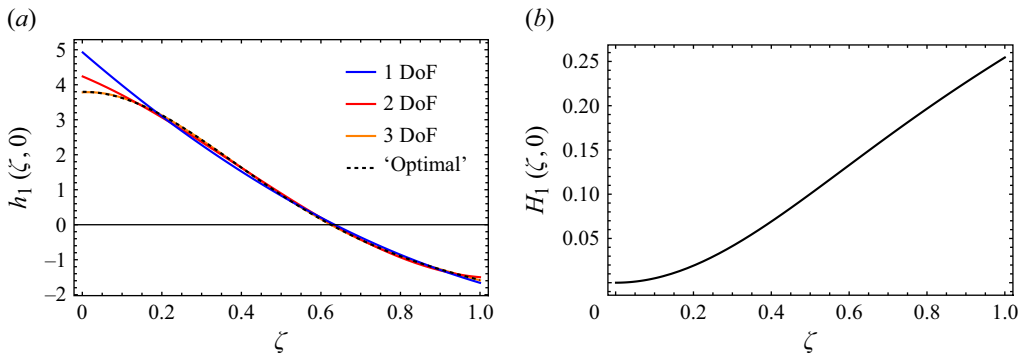 (a)
5
4
3
2
1
0
−1
−2
h₁ (ζ, 0)
1 DoF
2 DoF
3 DoF
‘Optimal’
0 0.2 0.4 0.6 0.8 1.0
ζ
(b)
0.25
0.20
0.15
0.10
0.05
H₁ (ζ, 0)
0 0.2 0.4 0.6 0.8 1.0
ζ